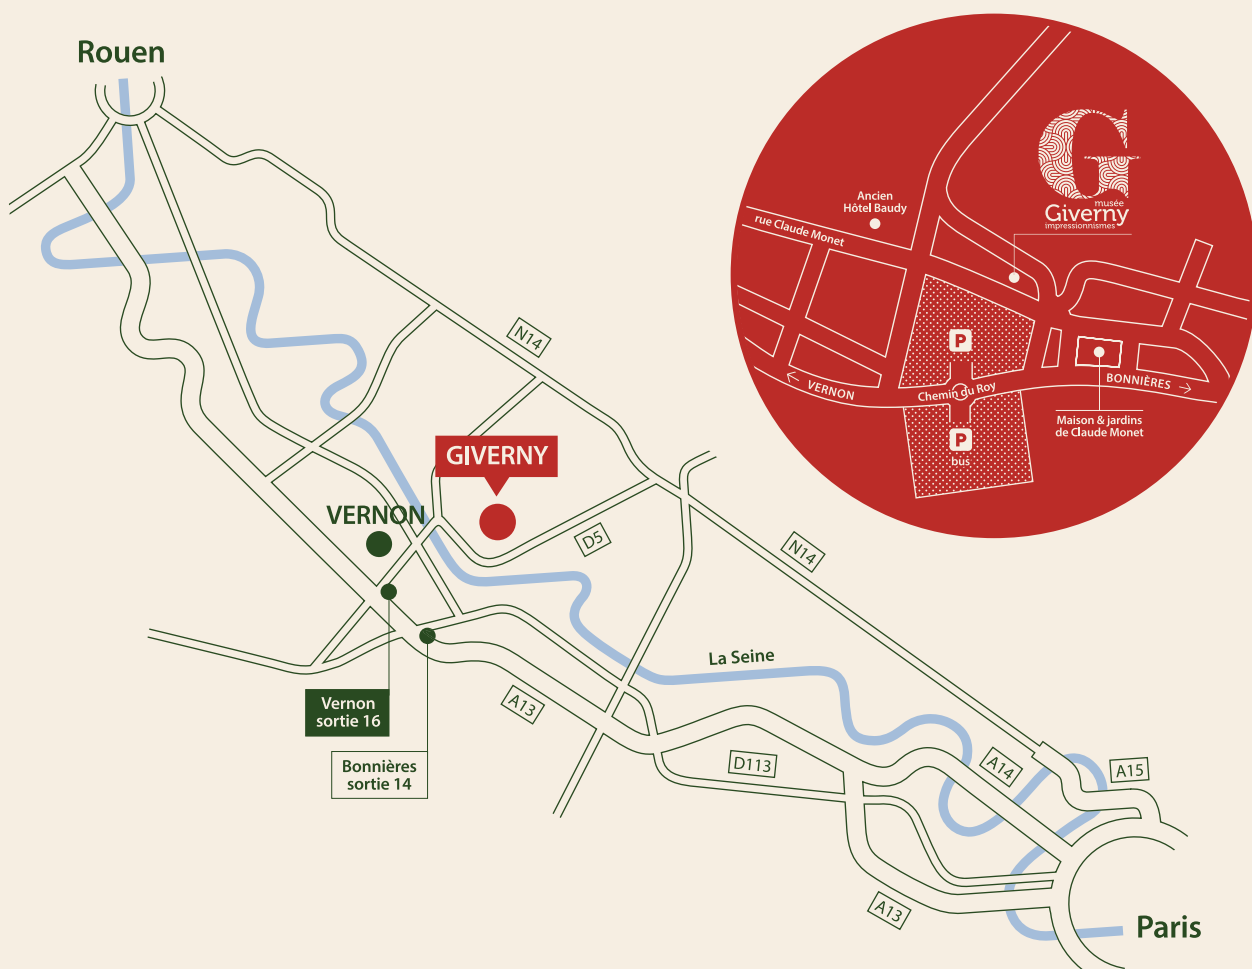 Rouen
G
musée
Giverny
impressionnismes
Ancien
Hôtel Baudy
rue Claude Monet
P
Chemin du Roy
← VERNON
BONNIÈRES →
P
bus
Maison & jardins
de Claude Monet
N14
GIVERNY
VERNON
D5
N14
La Seine
Vernon
sortie 16
A13
Bonnières
sortie 14
D113
A14
A15
A13
Paris